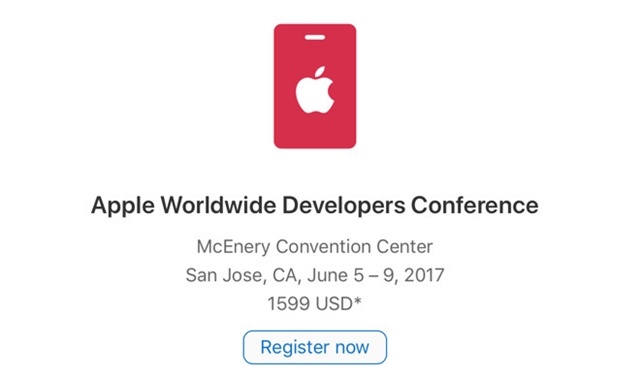 Apple Worldwide Developers Conference
McEnery Convention Center
San Jose, CA, June 5 – 9, 2017
1599 USD*
Register now